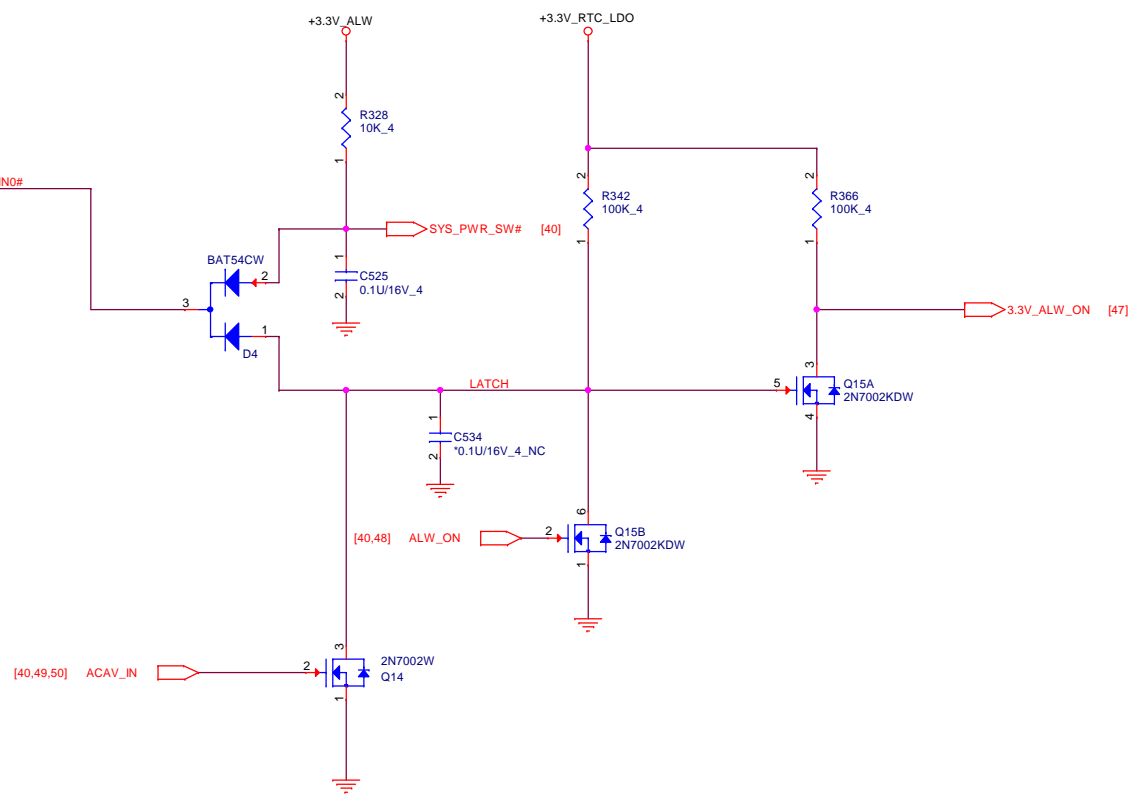 +3.3V_ALW
+3.3V_RTC_LDO
2
R328
10K_4
1
IN0#
2
R342
100K_4
1
2
R366
100K_4
1
SYS_PWR_SW# [40]
BAT54CW
2
1
C525
0.1U/16V_4
2
3
1
D4
3.3V_ALW_ON [47]
LATCH
3
5
Q15A
2N7002KDW
4
1
C534
*0.1U/16V_4_NC
2
6
[40,48] ALW_ON
2
Q15B
2N7002KDW
1
3
[40,49,50] ACAV_IN
2
2N7002W
Q14
1